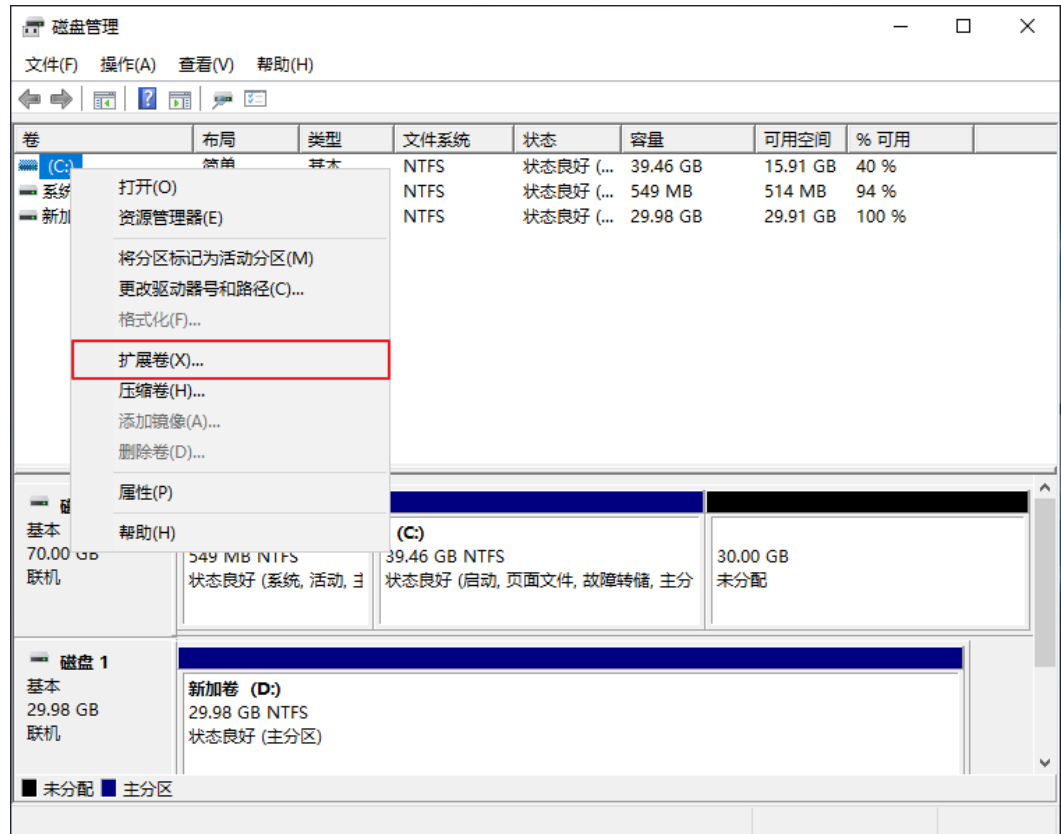 磁盘管理
文件(F) 操作(A) 查看(V) 帮助(H)
卷 布局 类型 文件系统 状态 容量 可用空间 % 可用
(C:) 简单 基本 NTFS 状态良好 (... 39.46 GB 15.91 GB 40 %
系统 NTFS 状态良好 (... 549 MB 514 MB 94 %
新加 NTFS 状态良好 (... 29.98 GB 29.91 GB 100 %
打开(O)
资源管理器(E)
将分区标记为活动分区(M)
更改驱动器号和路径(C)...
格式化(F)...
扩展卷(X)...
压缩卷(H)...
添加镜像(A)...
删除卷(D)...
属性(P)
帮助(H)
基本
70.00 GB
联机
549 MB NTFS
状态良好 (系统, 活动, 主
(C:)
39.46 GB NTFS
状态良好 (启动, 页面文件, 故障转储, 主分
30.00 GB
未分配
磁盘 1
基本
29.98 GB
联机
新加卷 (D:)
29.98 GB NTFS
状态良好 (主分区)
未分配 主分区